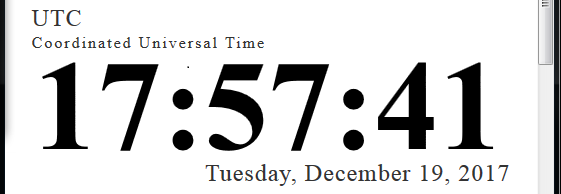 UTC
Coordinated Universal Time
17:57:41
Tuesday, December 19, 2017